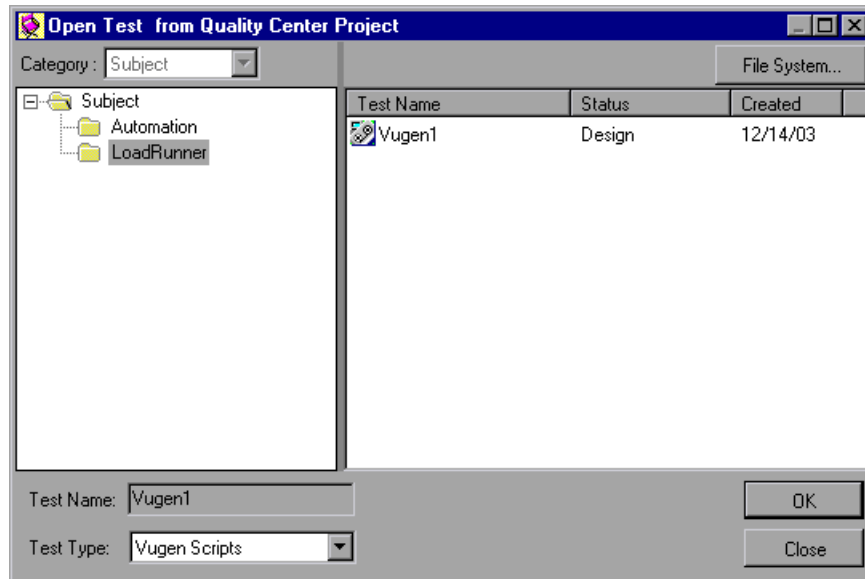 Open Test from Quality Center Project
Category : Subject
File System...
Subject
Automation
LoadRunner
Test Name Status Created
Vugen1 Design 12/14/03
Test Name: Vugen1
OK
Test Type: Vugen Scripts
Close